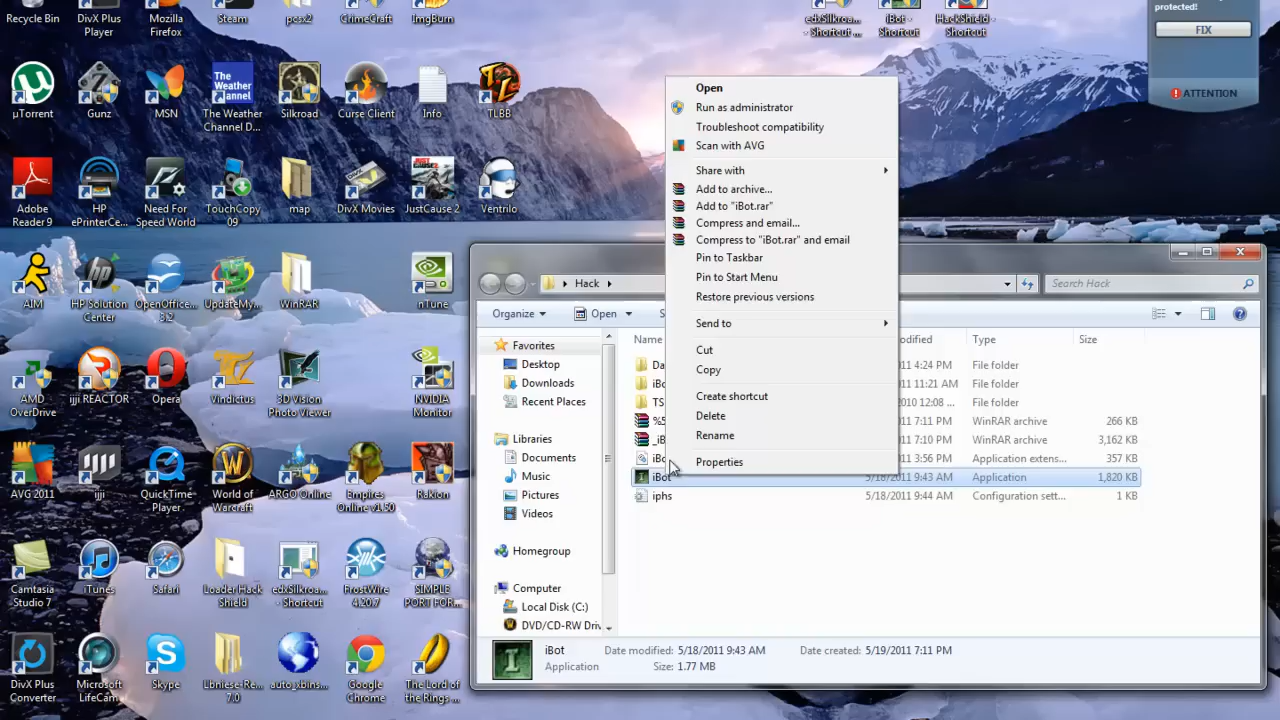 Recycle Bin
DivX Plus
Player
Mozilla
Firefox
Steam
pcsx2
CrimeCraft
ImgBurn
edxSilkroa...
- Shortcut ...
iBot -
Shortcut
HackShield
Shortcut
protected!
FIX
ATTENTION
µTorrent
Gunz
MSN
The
Weather
Channel
The Weather
Channel D...
Silkroad
Curse Client
Info
TLBB
Adobe
Reader 9
HP
ePrinterCe...
Need For
Speed World
TouchCopy
09
map
DivX Movies
JustCause 2
Ventrilo
AIM
HP Solution
Center
OpenOffice...
3.2
UpdateMy...
WinRAR
nTune
AMD
OverDrive
ijji REACTOR
Opera
Vindictus
3D Vision
Photo Viewer
NVIDIA
Monitor
AVG 2011
ijji
QuickTime
Player
World of
Warcraft
ARGO Online
Empires
Online v1.50
Rakion
Camtasia
Studio 7
iTunes
Safari
Loader Hack
Shield
edxSilkroa...
- Shortcut
FrostWire
4.20.7
SIMPLE
PORT FOR...
DivX Plus
Converter
Microsoft
LifeCam
Skype
Lbniese-Re...
7.0
auto_xbins...
Google
Chrome
The Lord of
the Rings ...
Open
Run as administrator
Troubleshoot compatibility
Scan with AVG
Share with
Add to archive...
Add to "iBot.rar"
Compress and email...
Compress to "iBot.rar" and email
Pin to Taskbar
Pin to Start Menu
Restore previous versions
Send to
Cut
Copy
Create shortcut
Delete
Rename
Properties
Hack
Search Hack
Organize
Open
Favorites
Desktop
Downloads
Recent Places
Libraries
Documents
Music
Pictures
Videos
Homegroup
Computer
Local Disk (C:)
DVD/CD-RW Driv
Name
odified
Type
Size
4:24 PM File folder
11:21 AM File folder
2010 12:08 ... File folder
7:11 PM WinRAR archive 266 KB
7:10 PM WinRAR archive 3,162 KB
3:56 PM Application extens... 357 KB
iBot 5/18/2011 9:43 AM Application 1,820 KB
iphs 5/18/2011 9:44 AM Configuration sett... 1 KB
iBot Date modified: 5/18/2011 9:43 AM Date created: 5/19/2011 7:11 PM
Application Size: 1.77 MB